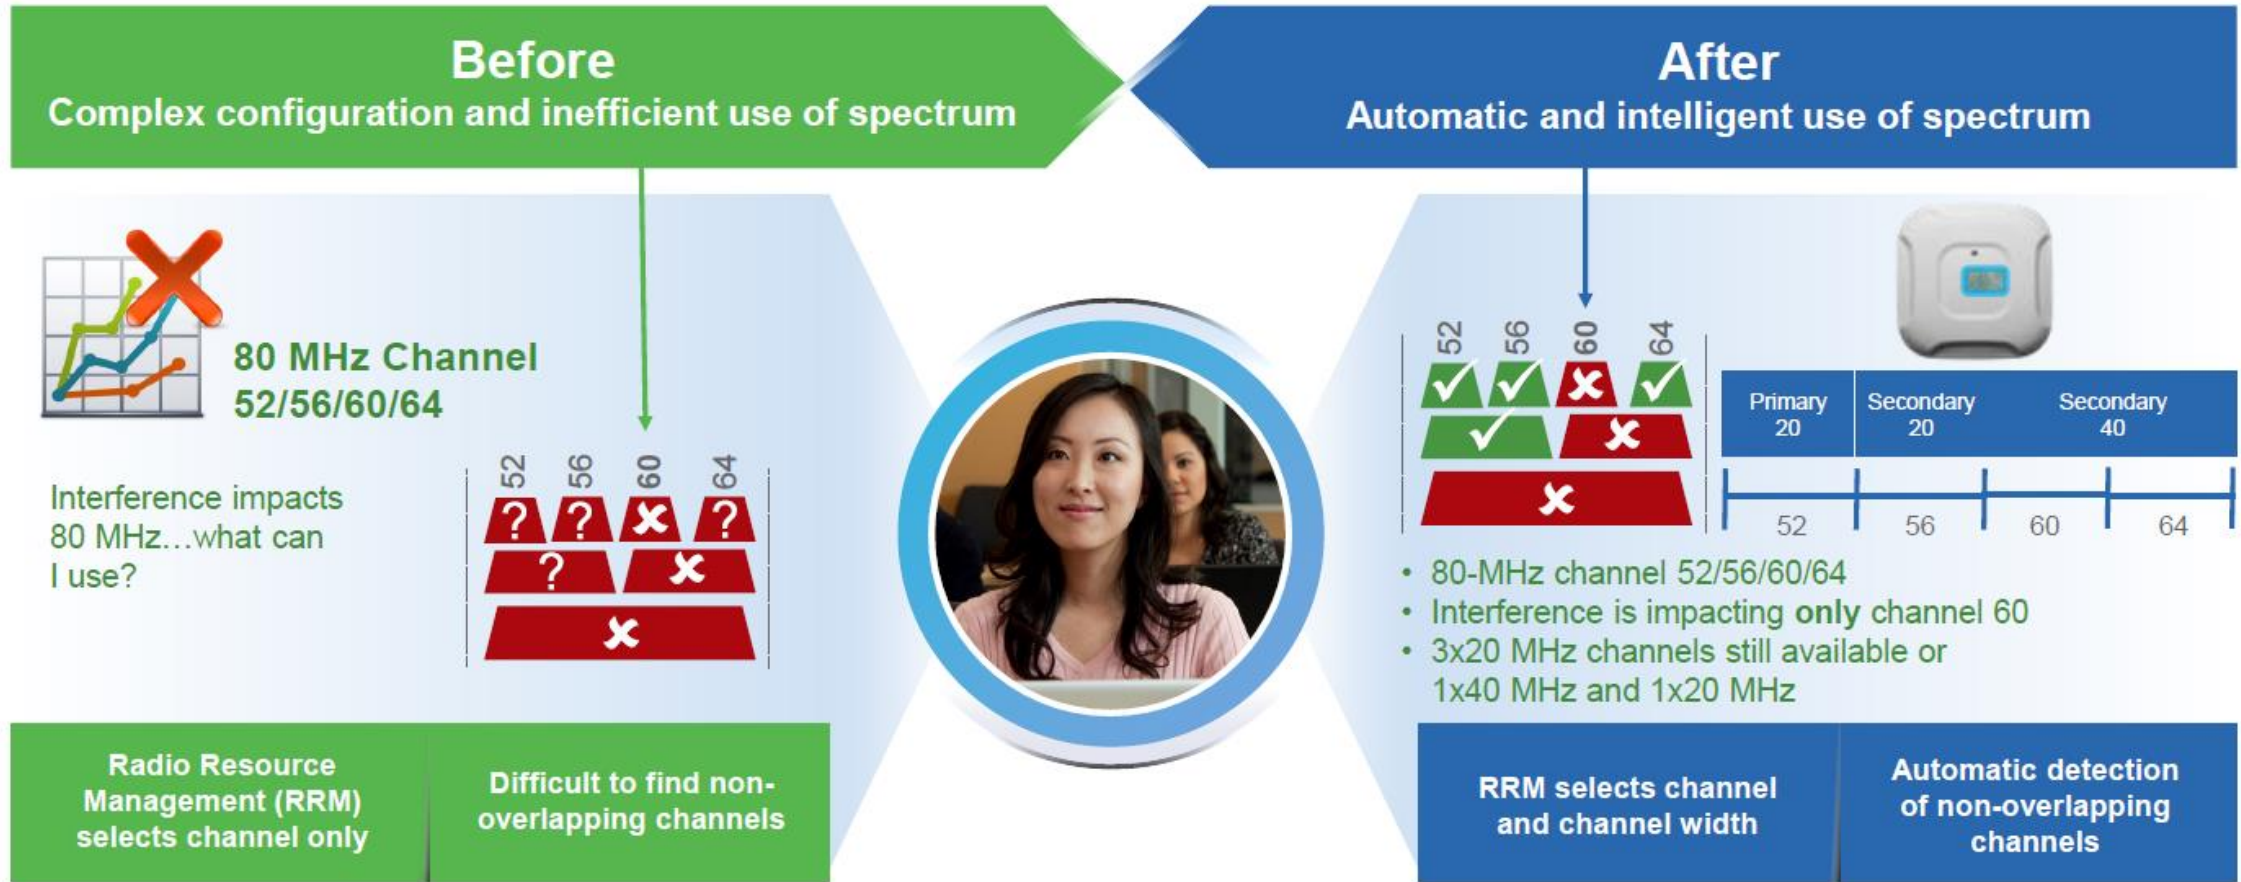 Before
Complex configuration and inefficient use of spectrum
After
Automatic and intelligent use of spectrum
80 MHz Channel
52/56/60/64
Interference impacts
80 MHz…what can
I use?
52 56 60 64
? ? ?
?
52 56 60 64
Primary
20
Secondary
20
Secondary
40
52 56 60 64
• 80-MHz channel 52/56/60/64
• Interference is impacting only channel 60
• 3x20 MHz channels still available or
1x40 MHz and 1x20 MHz
Radio Resource
Management (RRM)
selects channel only
Difficult to find non-
overlapping channels
RRM selects channel
and channel width
Automatic detection
of non-overlapping
channels